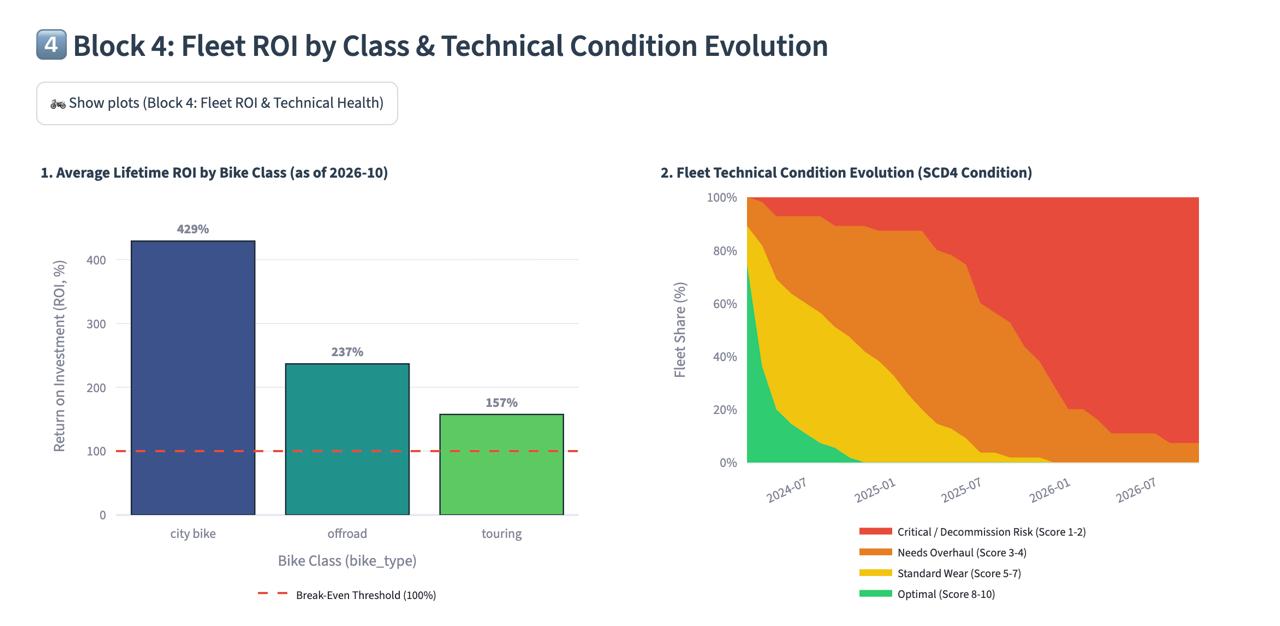 4 Block 4: Fleet ROI by Class & Technical Condition Evolution
Show plots (Block 4: Fleet ROI & Technical Health)
1. Average Lifetime ROI by Bike Class (as of 2026-10)
429%
237%
157%
Return on Investment (ROI, %)
400
300
200
100
0
city bike
offroad
touring
Bike Class (bike_type)
Break-Even Threshold (100%)
2. Fleet Technical Condition Evolution (SCD4 Condition)
Fleet Share (%)
100%
80%
60%
40%
20%
0%
2024-07
2025-01
2025-07
2026-01
2026-07
Critical / Decommission Risk (Score 1-2)
Needs Overhaul (Score 3-4)
Standard Wear (Score 5-7)
Optimal (Score 8-10)